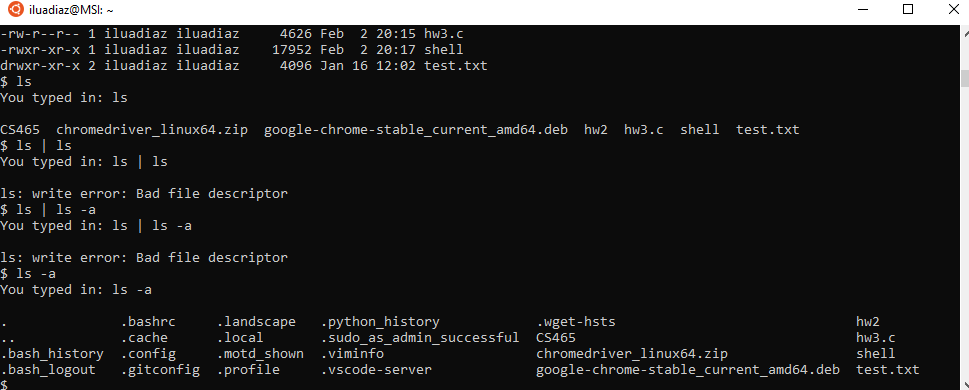 iluadiaz@MSI: ~
-rw-r--r-- 1 iluadiaz iluadiaz     4626 Feb  2 20:15 hw3.c
-rwxr-xr-x 1 iluadiaz iluadiaz    17952 Feb  2 20:17 shell
drwxr-xr-x 2 iluadiaz iluadiaz     4096 Jan 16 12:02 test.txt
$ ls
You typed in: ls
CS465  chromedriver_linux64.zip  google-chrome-stable_current_amd64.deb  hw2  hw3.c  shell  test.txt
$ ls | ls
You typed in: ls | ls
ls: write error: Bad file descriptor
$ ls | ls -a
You typed in: ls | ls -a
ls: write error: Bad file descriptor
$ ls -a
You typed in: ls -a
.              .bashrc     .landscape    .python_history            .wget-hsts                              hw2
..             .cache      .local        .sudo_as_admin_successful  CS465                                   hw3.c
.bash_history  .config     .motd_shown   .viminfo                   chromedriver_linux64.zip                shell
.bash_logout   .gitconfig  .profile      .vscode-server             google-chrome-stable_current_amd64.deb  test.txt
$